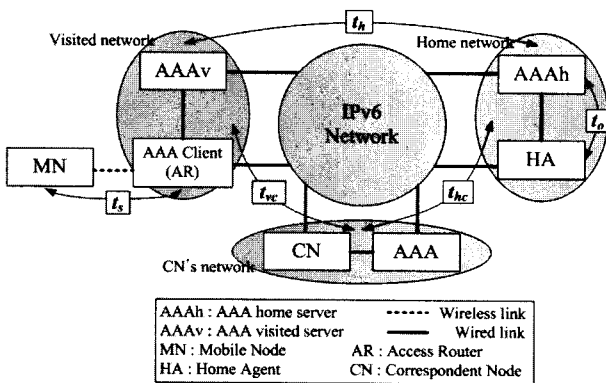 t_h
Visited network
Home network
AAAv
AAAh
IPv6
Network
t_o
AAA Client
(AR)
MN
HA
t_s
t_vc
t_hc
CN
AAA
CN's network
AAAh : AAA home server
Wireless link
AAAv : AAA visited server
Wired link
MN : Mobile Node
AR : Access Router
HA : Home Agent
CN : Correspondent Node